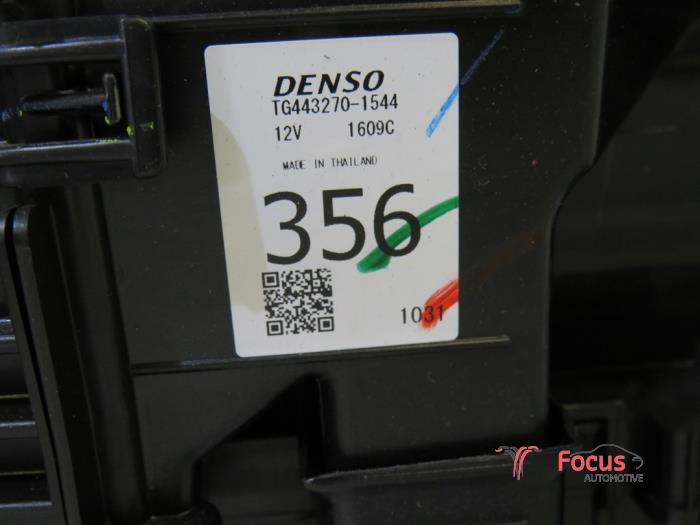 DENSO
TG443270-1544
12V 1609C
MADE IN THAILAND
356
1031
Focus
AUTOMOTIVE